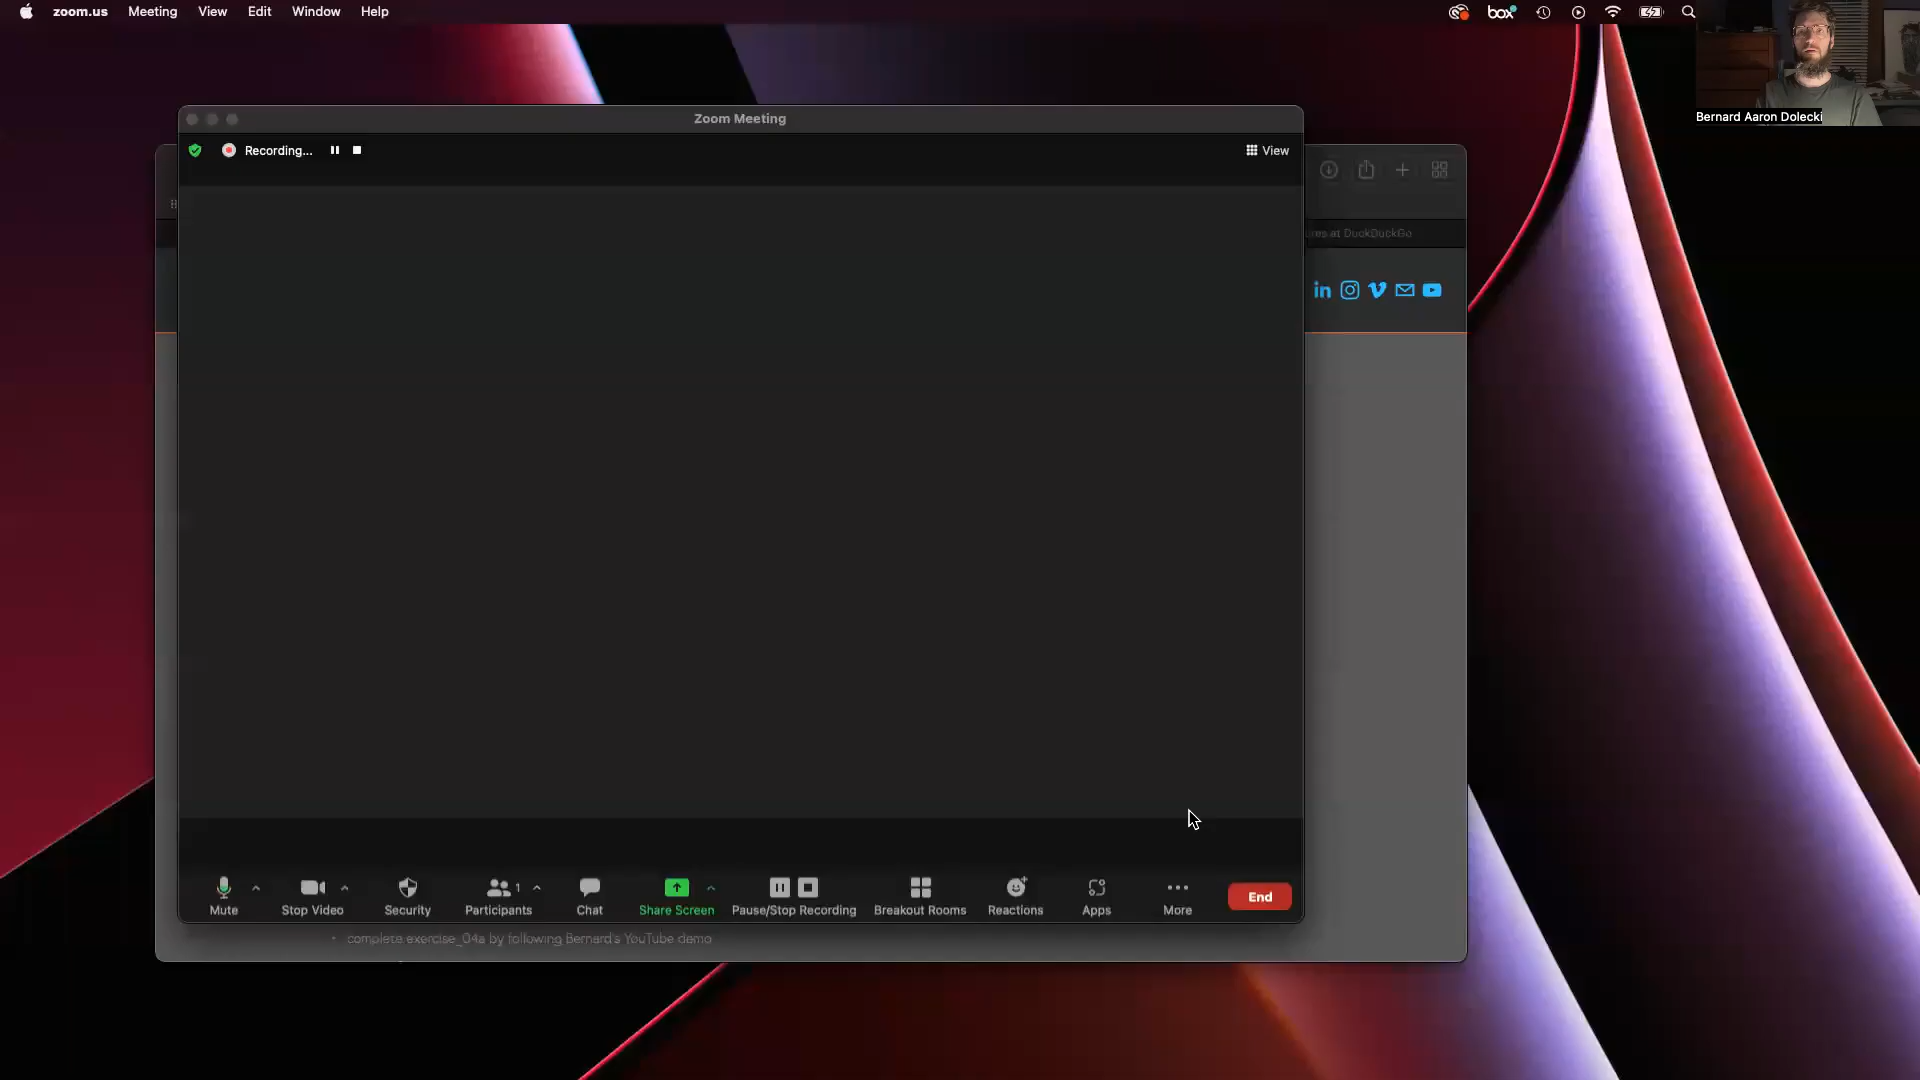 zoom.us Meeting View Edit Window Help
box
Bernard Aaron Dolecki
Zoom Meeting
Recording...
View
at DuckDuckGo
in
Mute
Stop Video
Security
1
Participants
Chat
Share Screen
Pause/Stop Recording
Breakout Rooms
Reactions
Apps
More
End
complete exercise_04a by following Bernard's YouTube demo